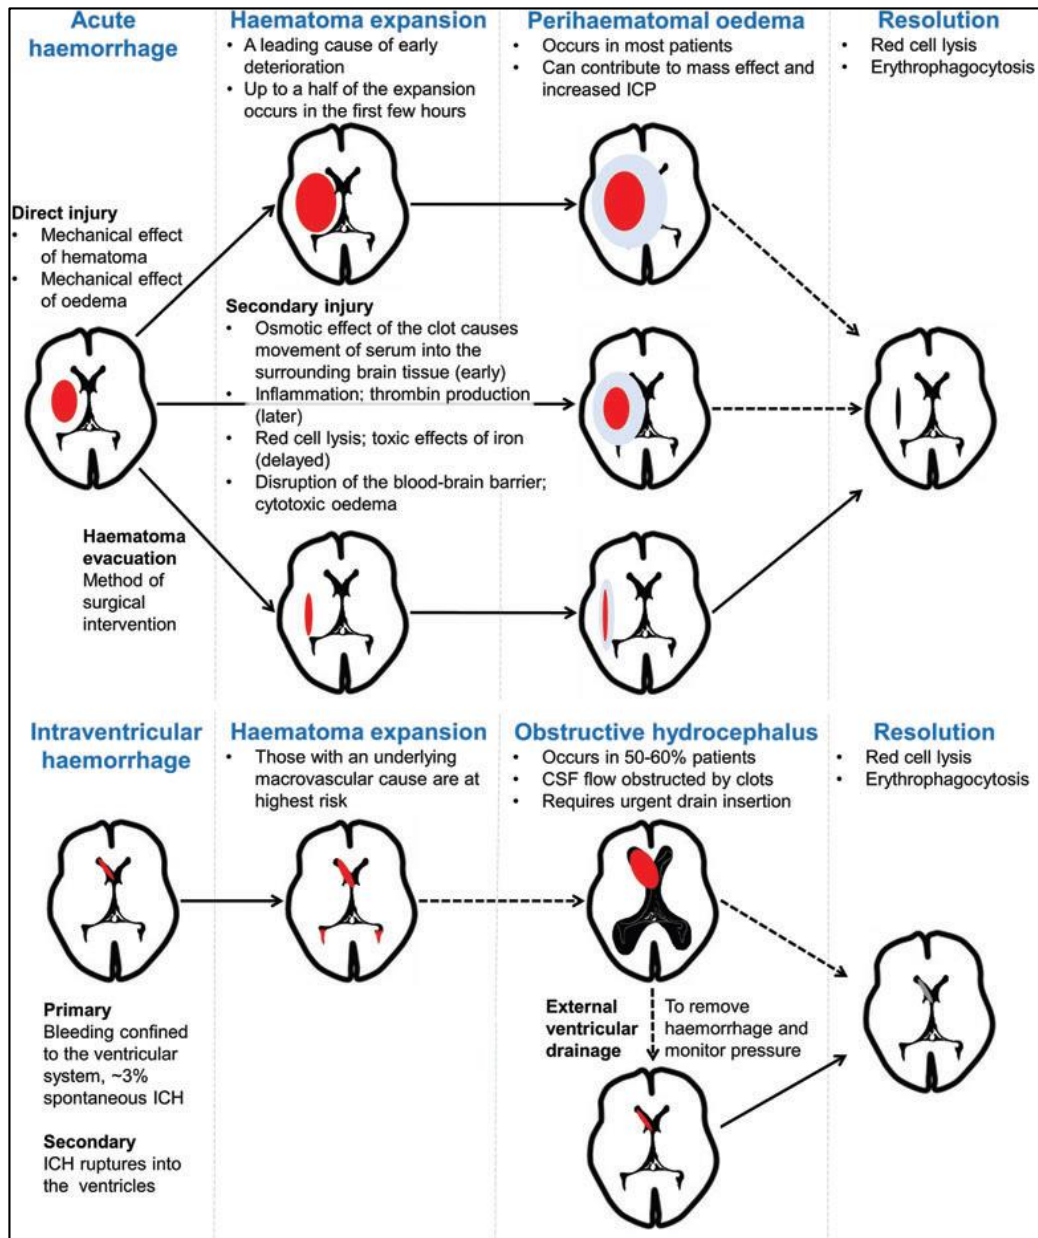 Acute
haemorrhage
Haematoma expansion
• A leading cause of early
deterioration
• Up to a half of the expansion
occurs in the first few hours
Perihaematomal oedema
• Occurs in most patients
• Can contribute to mass effect and
increased ICP
Resolution
• Red cell lysis
• Erythrophagocytosis
Direct injury
• Mechanical effect
of hematoma
• Mechanical effect
of oedema
Secondary injury
• Osmotic effect of the clot causes
movement of serum into the
surrounding brain tissue (early)
• Inflammation; thrombin production
(later)
• Red cell lysis; toxic effects of iron
(delayed)
• Disruption of the blood-brain barrier;
cytotoxic oedema
Haematoma
evacuation
Method of
surgical
intervention
Intraventricular
haemorrhage
Haematoma expansion
• Those with an underlying
macrovascular cause are at
highest risk
Obstructive hydrocephalus
• Occurs in 50-60% patients
• CSF flow obstructed by clots
• Requires urgent drain insertion
Resolution
• Red cell lysis
• Erythrophagocytosis
Primary
Bleeding confined
to the ventricular
system, ~3%
spontaneous ICH
Secondary
ICH ruptures into
the ventricles
External
ventricular
drainage
To remove
haemorrhage and
monitor pressure